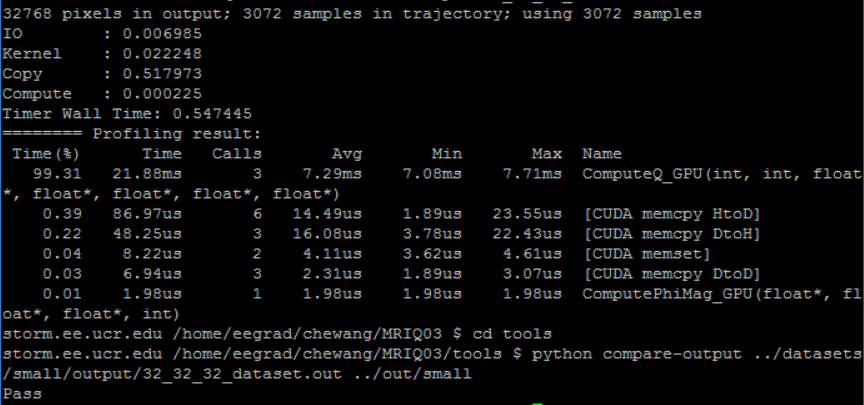 32768 pixels in output; 3072 samples in trajectory; using 3072 samples
IO        : 0.006985
Kernel    : 0.022248
Copy      : 0.517973
Compute   : 0.000225
Timer Wall Time: 0.547445
======== Profiling result:
 Time(%)      Time   Calls       Avg       Min       Max  Name
   99.31   21.88ms       3    7.29ms    7.08ms    7.71ms  ComputeQ_GPU(int, int, float
*, float*, float*, float*, float*)
    0.39   86.97us       6   14.49us    1.89us   23.55us  [CUDA memcpy HtoD]
    0.22   48.25us       3   16.08us    3.78us   22.43us  [CUDA memcpy DtoH]
    0.04    8.22us       2    4.11us    3.62us    4.61us  [CUDA memset]
    0.03    6.94us       3    2.31us    1.89us    3.07us  [CUDA memcpy DtoD]
    0.01    1.98us       1    1.98us    1.98us    1.98us  ComputePhiMag_GPU(float*, fl
oat*, float*, int)
storm.ee.ucr.edu /home/eegrad/chewang/MRIQ03 $ cd tools
storm.ee.ucr.edu /home/eegrad/chewang/MRIQ03/tools $ python compare-output ../datasets
/small/output/32_32_32_dataset.out ../out/small
Pass